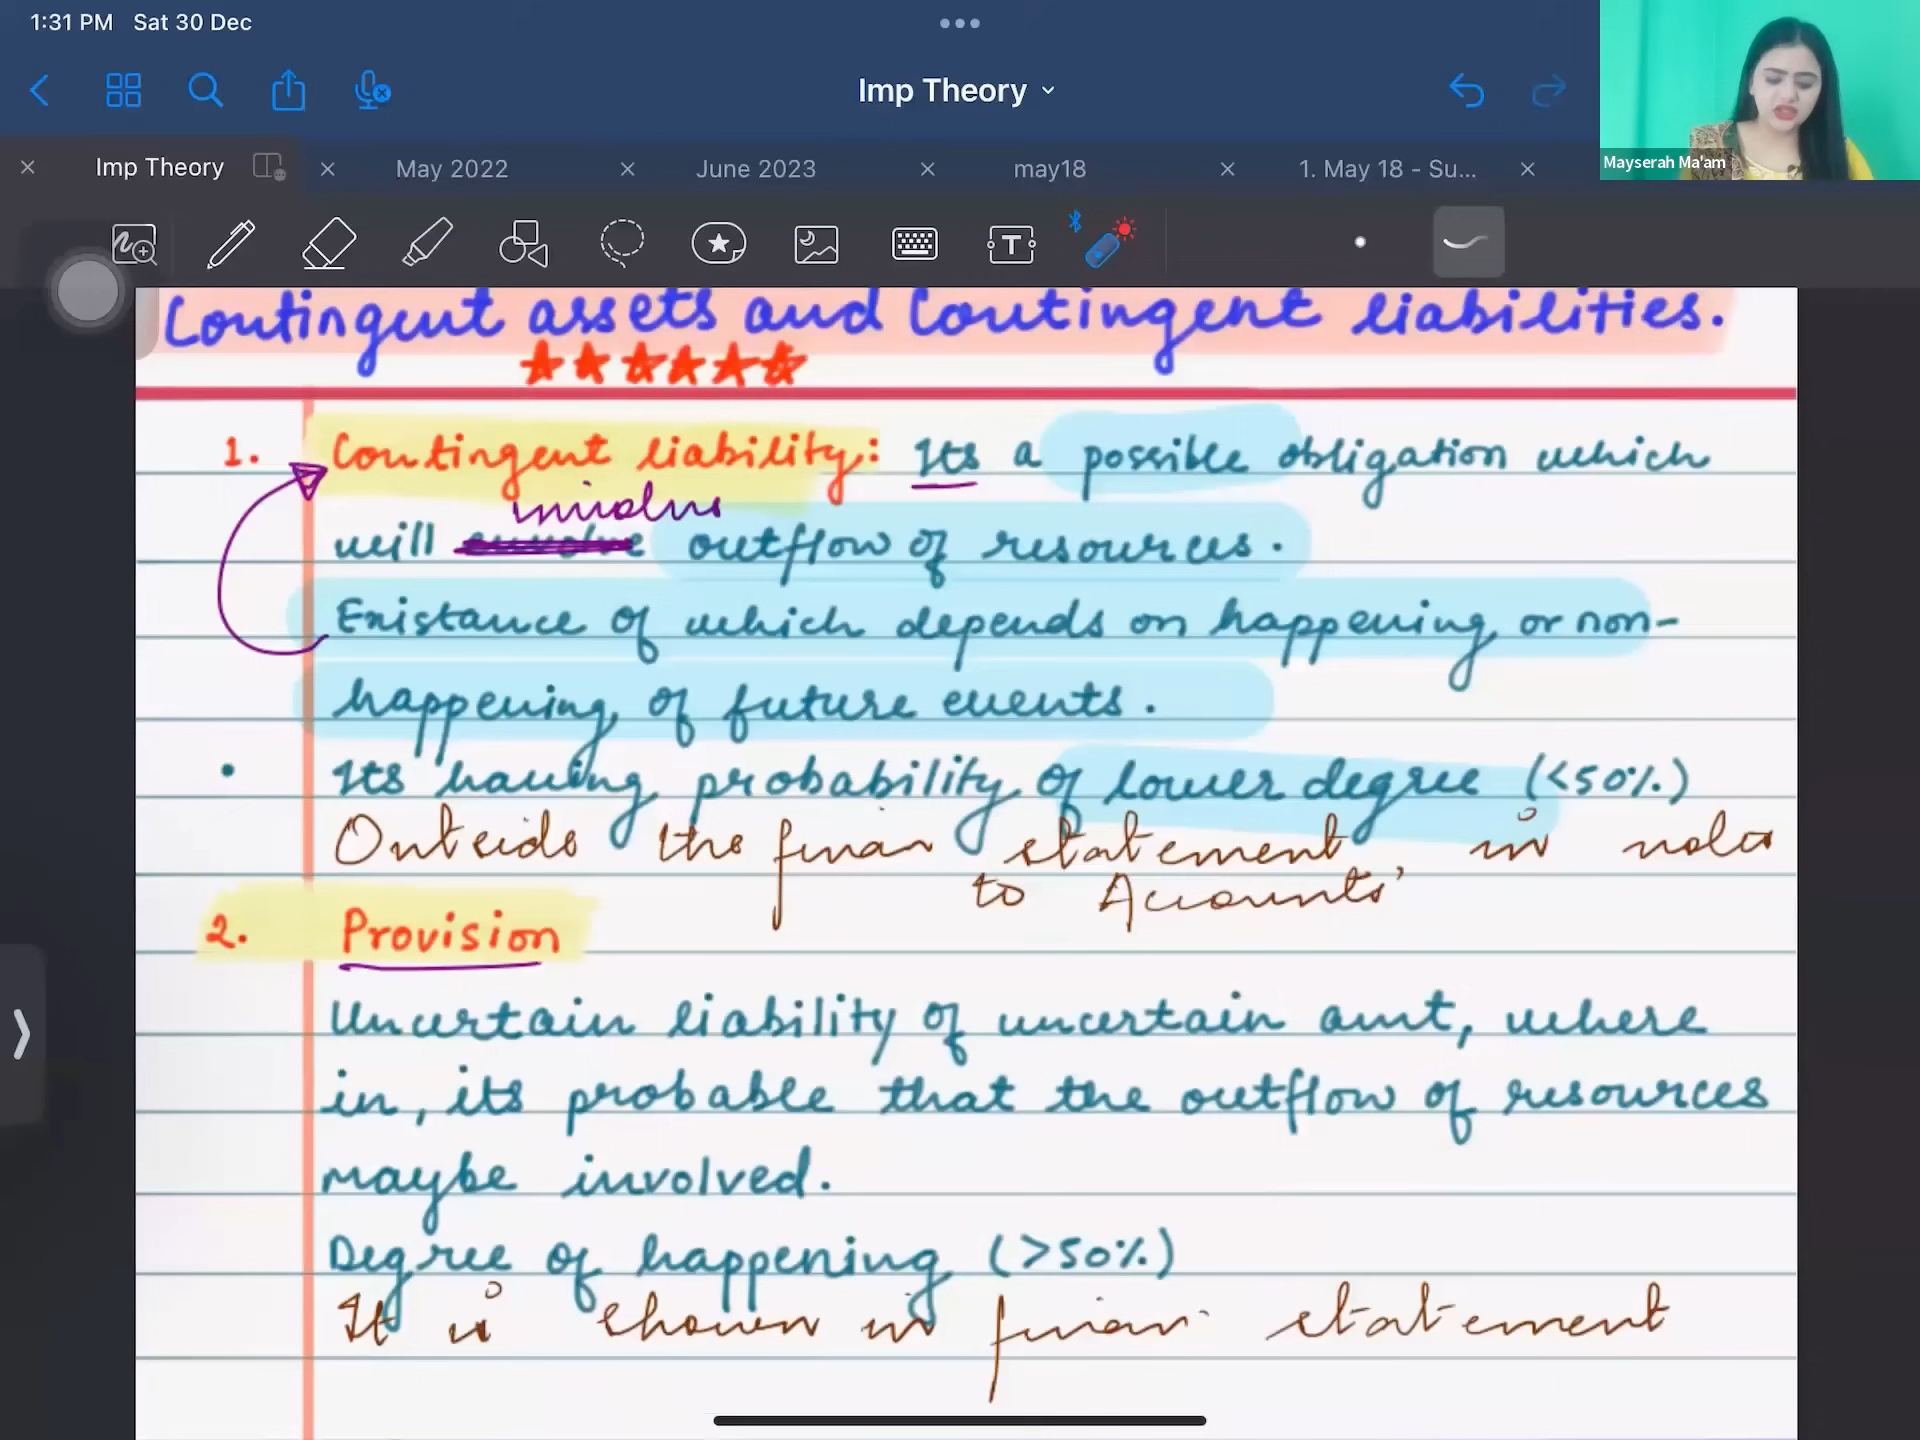 1:31 PM Sat 30 Dec
Imp Theory
Mayserah Ma'am
Imp Theory
May 2022
June 2023
may18
1. May 18 - Su...
T
Contingent assets and Contingent liabilities.
1. Contingent liability: Its a possible obligation which
involve
will outflow of resources.
Existance of which depends on happening or non-
happening of future events.
• Its having probability of lower degree (<50%)
Outside the finan statement in notes
to Accounts'
2. Provision
Uncertain liability of uncertain amt, where
in, its probable that the outflow of resources
maybe involved.
Degree of happening (>50%)
It is shown in finan statement